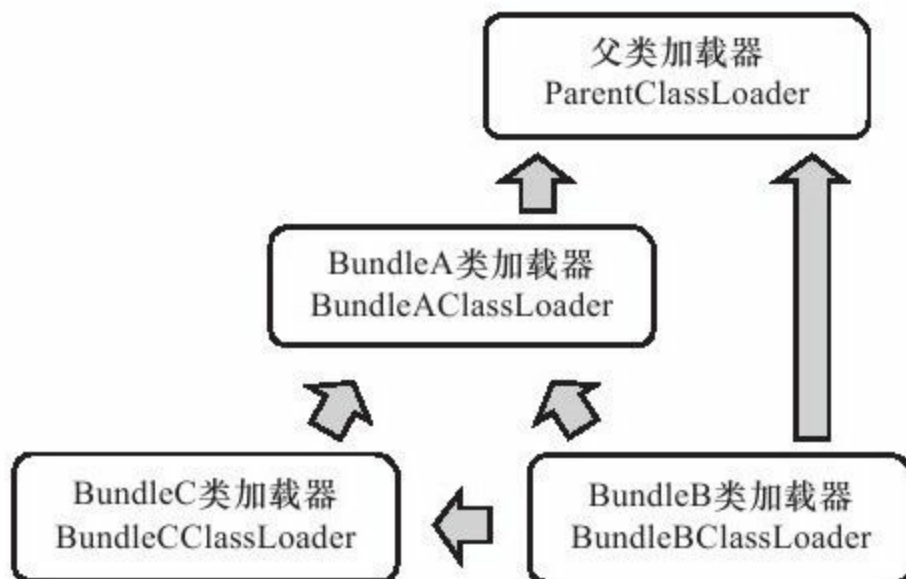 父类加载器
ParentClassLoader
BundleA类加载器
BundleAClassLoader
BundleC类加载器
BundleCClassLoader
BundleB类加载器
BundleBClassLoader